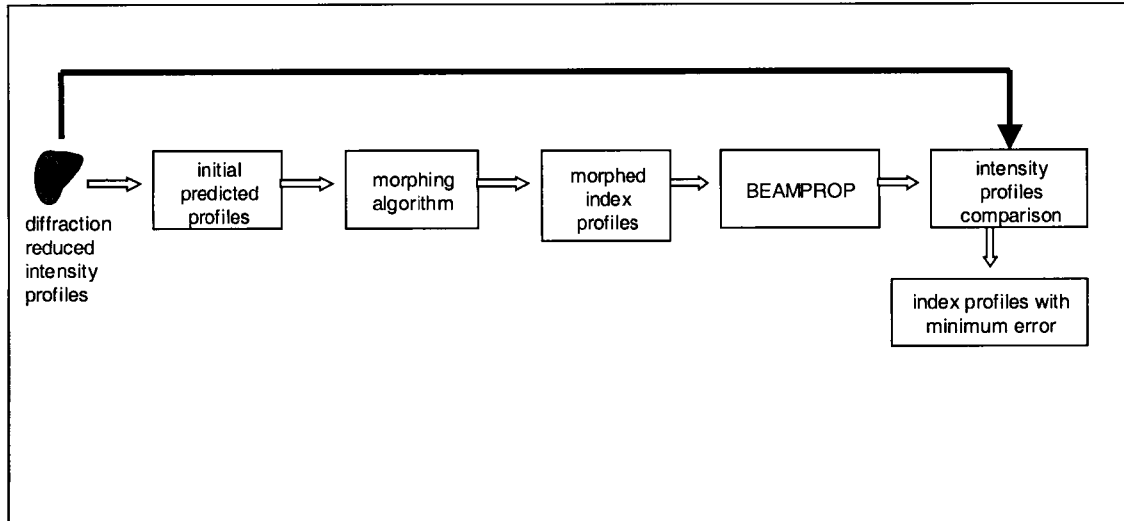 diffraction
reduced
intensity
profiles
initial
predicted
profiles
morphing
algorithm
morphed
index
profiles
BEAMPROP
intensity
profiles
comparison
index profiles with
minimum error